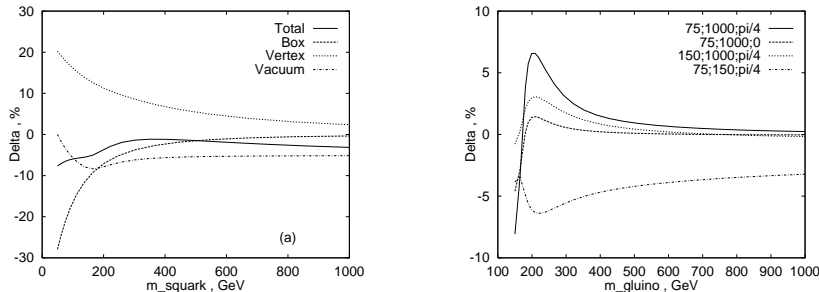 30
20
10
0
-10
-20
-30
Delta , %
Total
Box
Vertex
Vacuum
(a)
0 200 400 600 800 1000
m_squark , GeV
10
5
0
-5
-10
Delta , %
75;1000;pi/4
75;1000;0
150;1000;pi/4
75;150;pi/4
100 200 300 400 500 600 700 800 900 1000
m_gluino , GeV